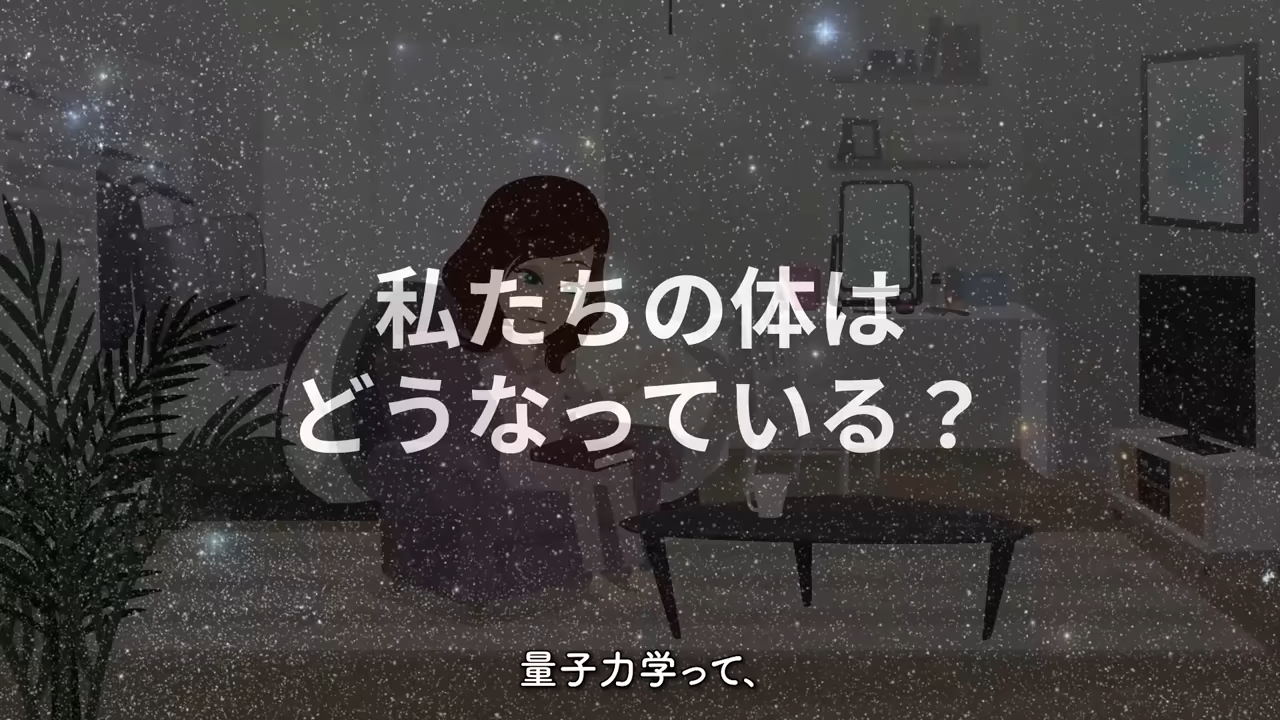 私たちの体は
どうなっている？
量子力学って、